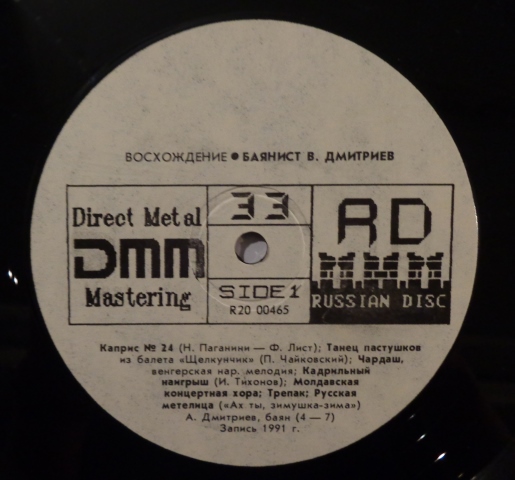 ВОСХОЖДЕНИЕ ● БАЯНИСТ В. ДМИТРИЕВ
Direct Metal
DMM
Mastering
33
SIDE 1
R20 00465
RD
RUSSIAN DISC
Каприс № 24 (Н. Паганини — Ф. Лист); Танец пастушков
из балета «Щелкунчик» (П. Чайковский); Чардаш,
венгерская нар. мелодия; Кадрильный
наигрыш (И. Тихонов); Молдавская
концертная хора; Трепак; Русская
метелица («Ах ты, зимушка-зима»)
А. Дмитриев, баян (4 — 7)
Запись 1991 г.